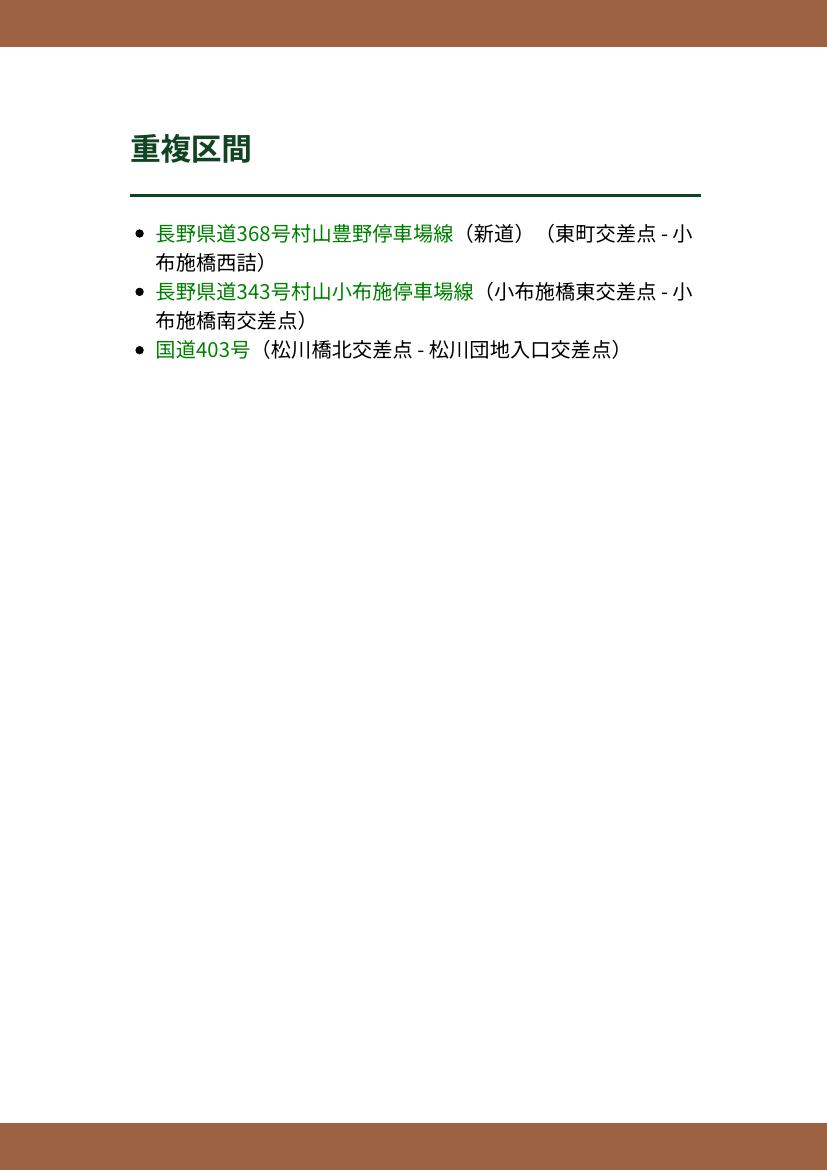 重複区間
長野県道368号村山豊野停車場線（新道）（東町交差点 - 小
布施橋西詰）
長野県道343号村山小布施停車場線（小布施橋東交差点 - 小
布施橋南交差点）
国道403号（松川橋北交差点 - 松川団地入口交差点）